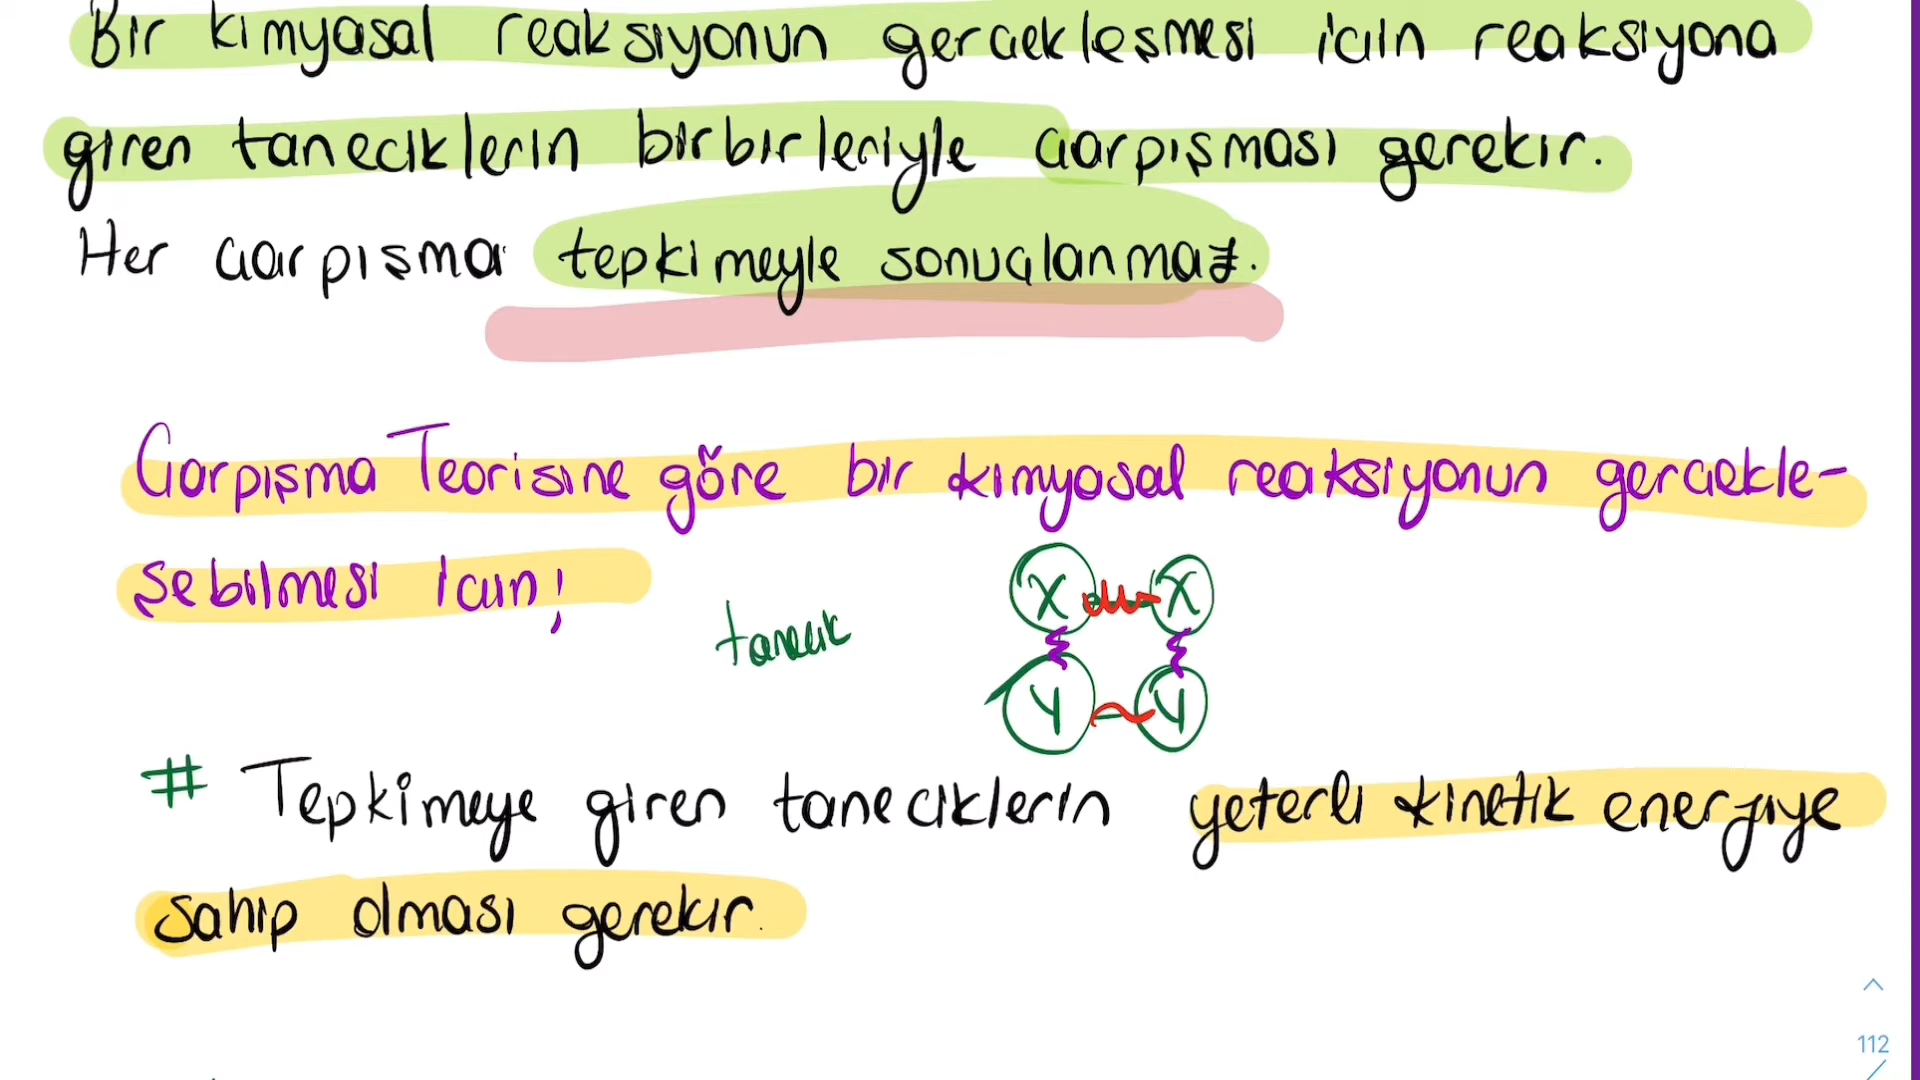 Bir kimyasal reaksiyonun gerçekleşmesi için reaksiyona
giren taneciklerin birbirleriyle çarpışması gerekir.
Her çarpışma tepkimeyle sonuçlanmaz.
Çarpışma Teorisine göre bir kimyasal reaksiyonun gerçekle-
şebilmesi için;
X X
tanecik
Y Y
# Tepkimeye giren taneciklerin yeterli kinetik enerjiye
sahip olması gerekir.
112